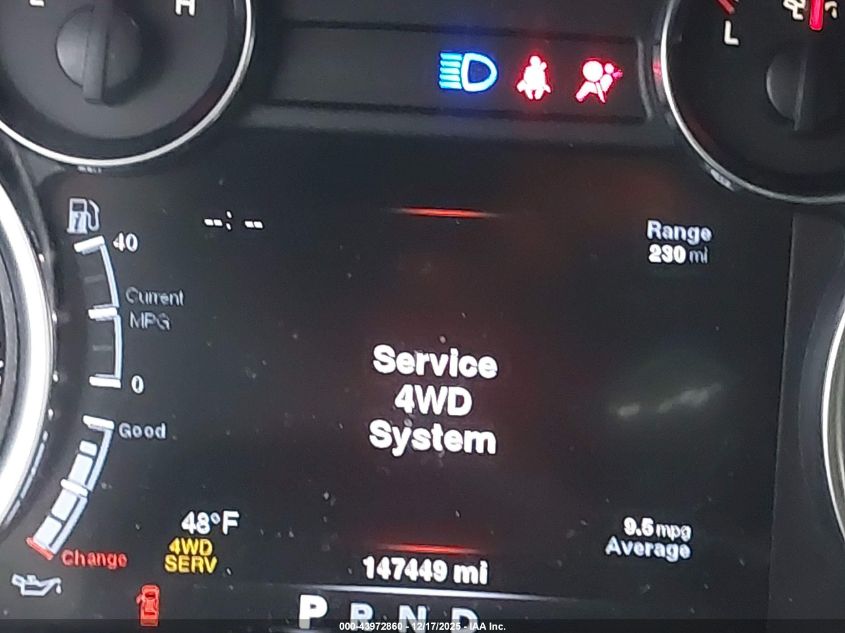 H
L
--:--
Range
230 mi
40
Current
MPG
0
Service
4WD
System
Good
48°F
4WD
SERV
9.5 mpg
Average
Change
147449 mi
P R N D
000-43972860 - 12/17/2025 - IAA Inc.